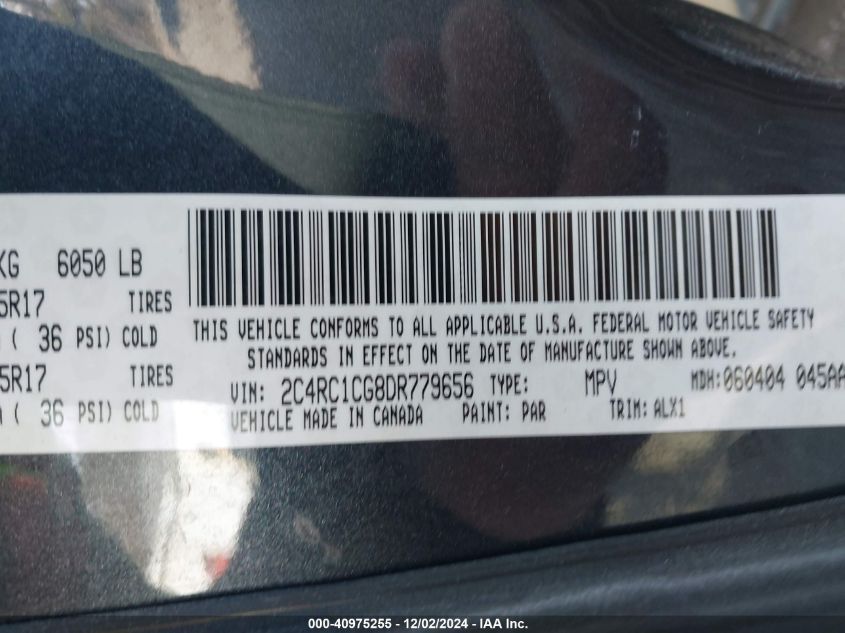 KG 6050 LB
5R17 TIRES
( 36 PSI) COLD
5R17
( 36 PSI) COLD
THIS VEHICLE CONFORMS TO ALL APPLICABLE U.S.A. FEDERAL MOTOR VEHICLE SAFETY
STANDARDS IN EFFECT ON THE DATE OF MANUFACTURE SHOWN ABOVE.
VIN: 2C4RC1CG8DR779656 TYPE: MPV MDH:060404 045AA
VEHICLE MADE IN CANADA PAINT: PAR TRIM: ALX1
000-40975255 - 12/02/2024 - IAA Inc.